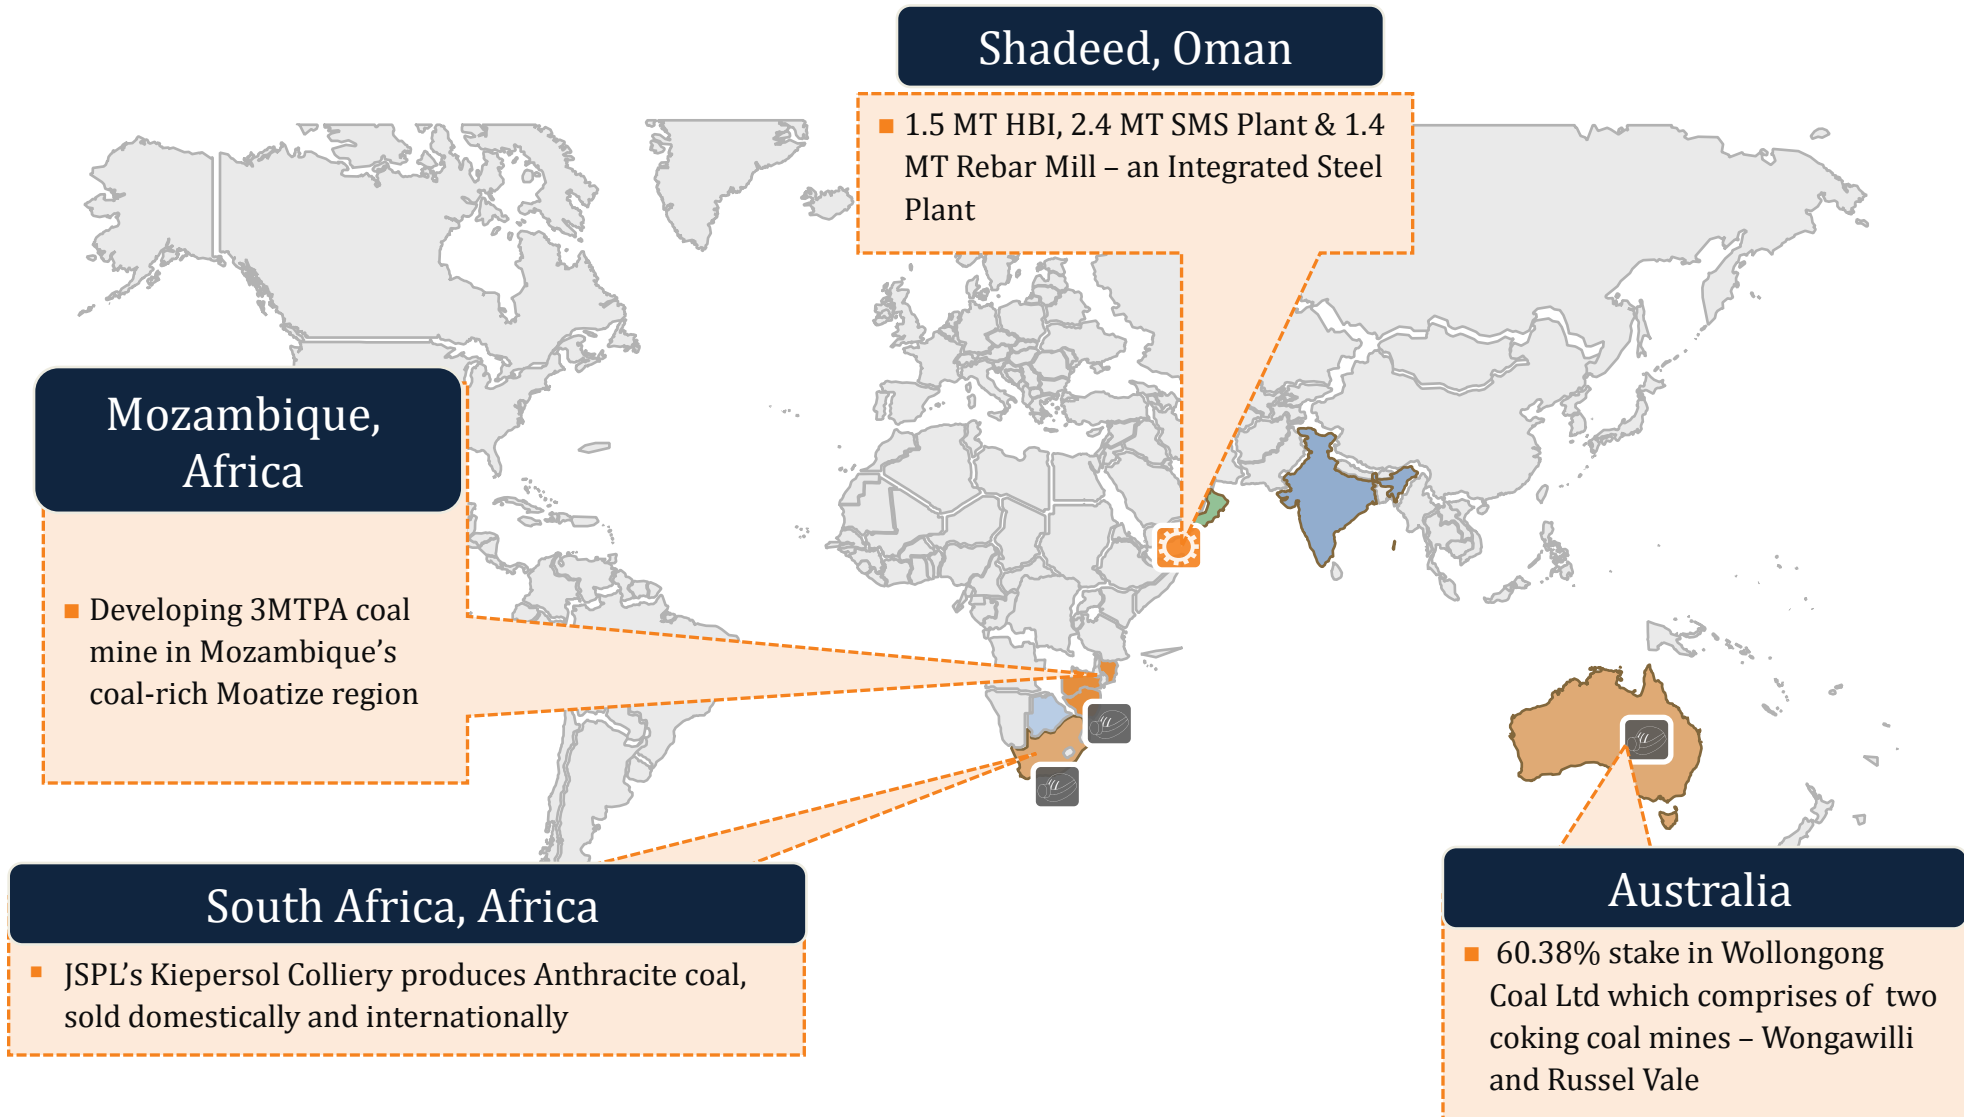 Shadeed, Oman
■ 1.5 MT HBI, 2.4 MT SMS Plant & 1.4
MT Rebar Mill – an Integrated Steel
Plant
Mozambique,
Africa
■ Developing 3MTPA coal
mine in Mozambique’s
coal-rich Moatize region
South Africa, Africa
■ JSPL’s Kiepersol Colliery produces Anthracite coal,
sold domestically and internationally
Australia
■ 60.38% stake in Wollongong
Coal Ltd which comprises of two
coking coal mines – Wongawilli
and Russel Vale